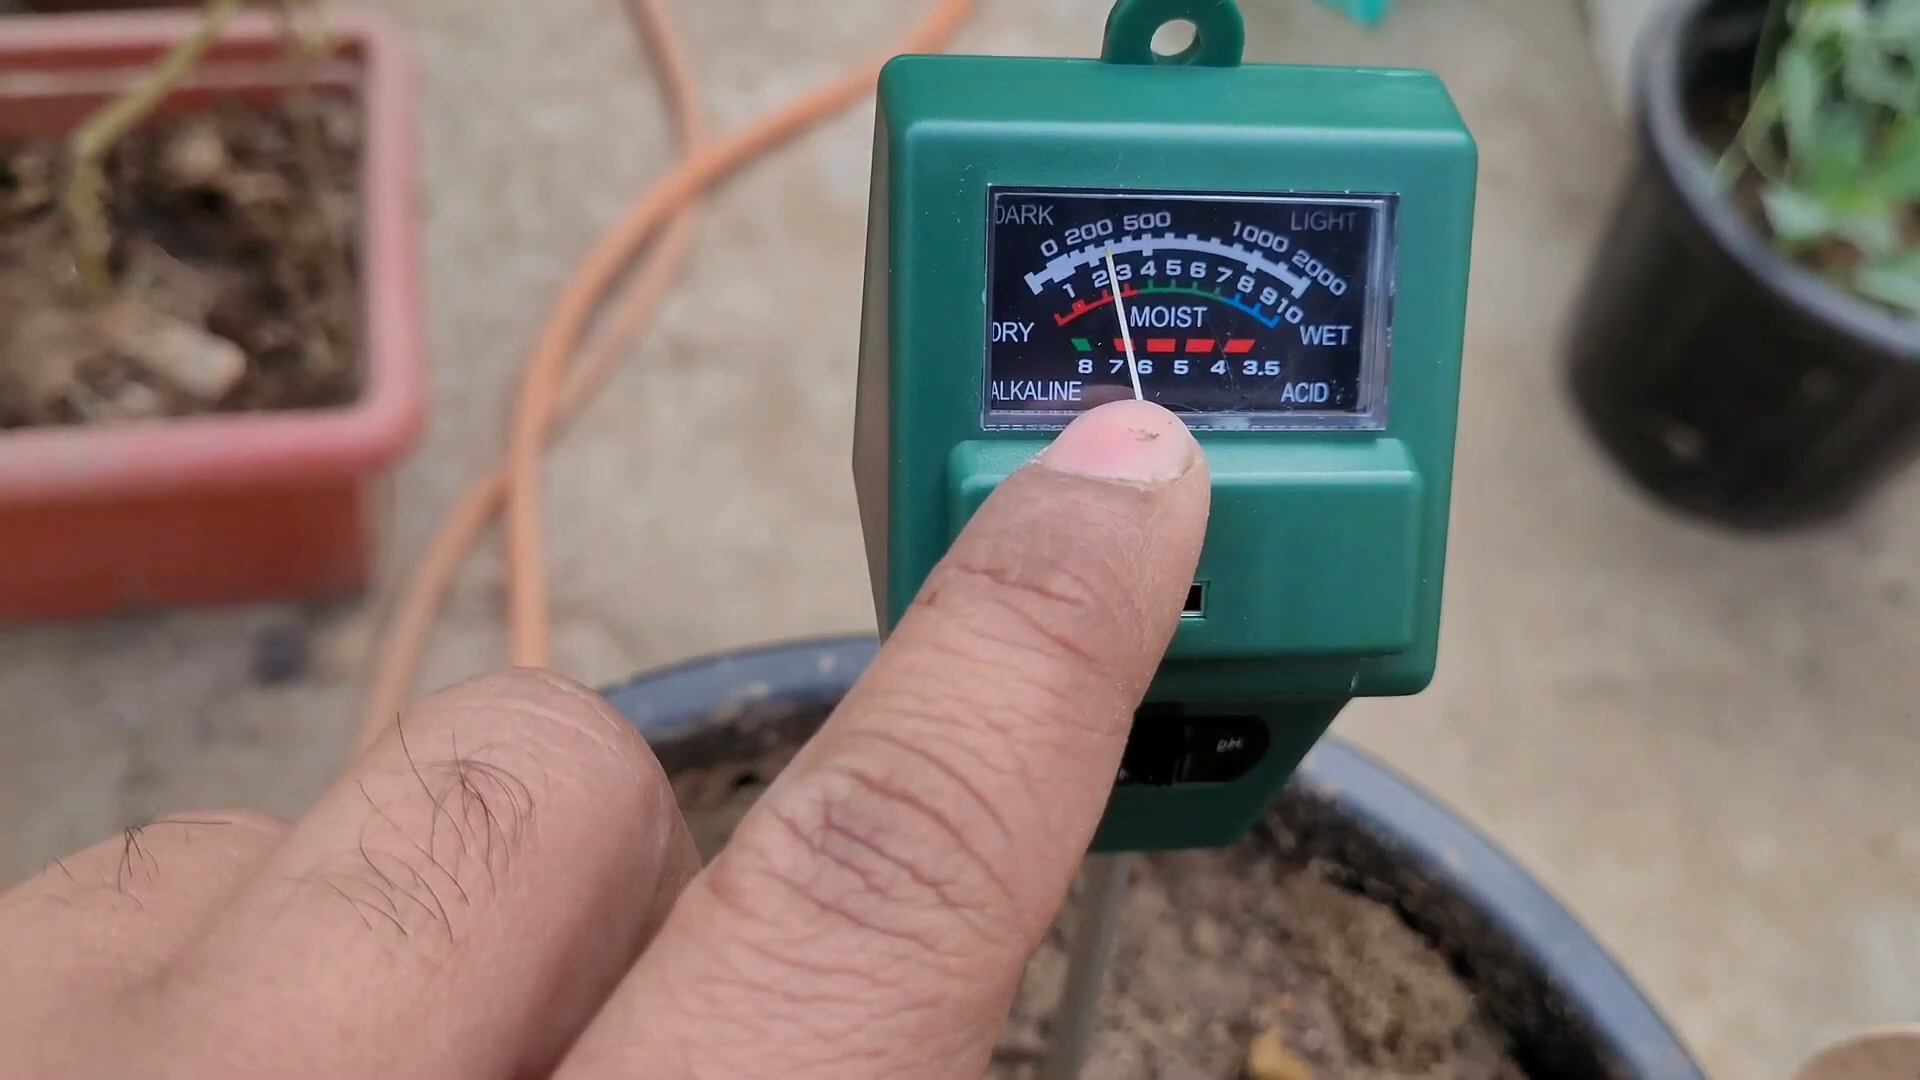 DARK LIGHT
0 200 500 1000 2000
1 2 3 4 5 6 7 8 9 10
DRY MOIST WET
8 7 6 5 4 3.5
ALKALINE ACID
PH